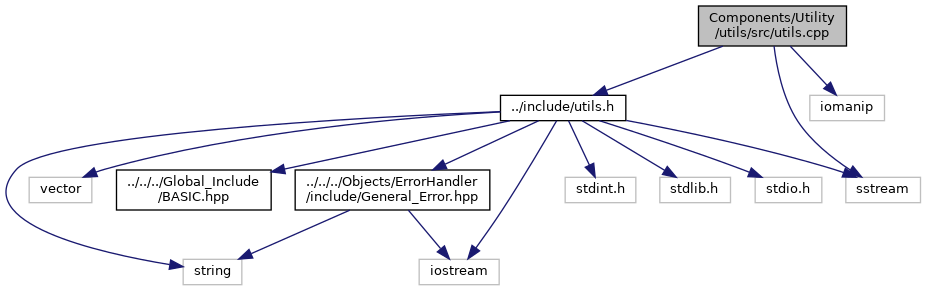 Components/Utility
/utils/src/utils.cpp
../include/utils.h
iomanip
vector
../../../Global_Include
/BASIC.hpp
../../../Objects/ErrorHandler
/include/General_Error.hpp
stdint.h
stdlib.h
stdio.h
sstream
string
iostream